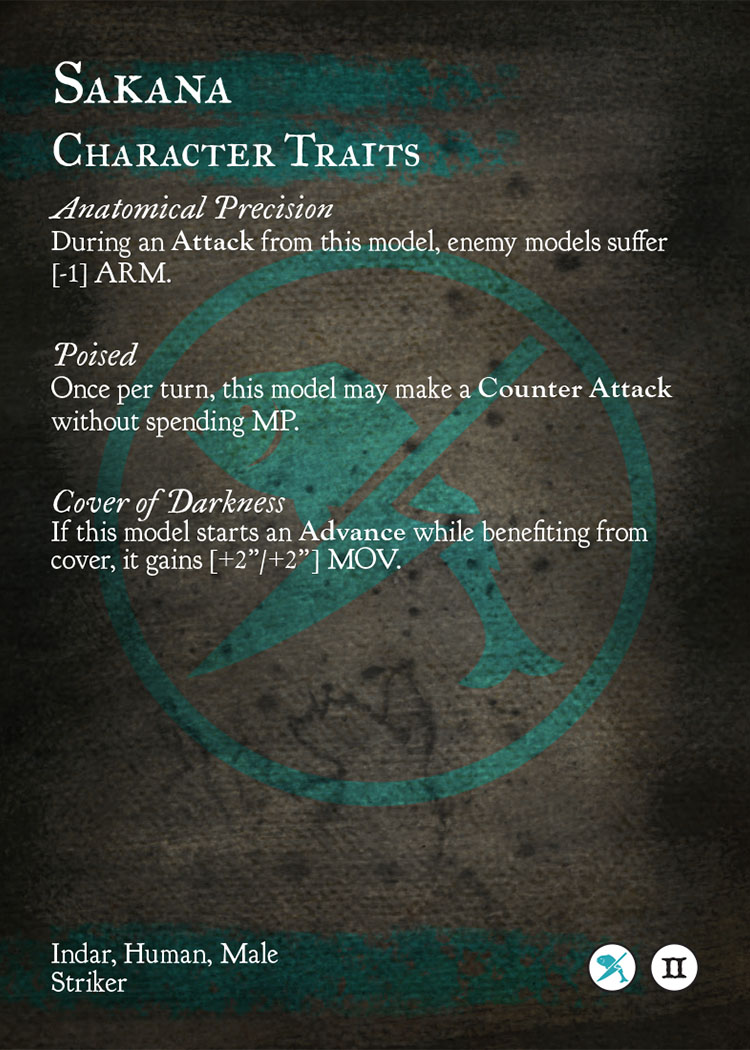 Sakana
Character Traits
Anatomical Precision
During an Attack from this model, enemy models suffer
[-1] ARM.
Poised
Once per turn, this model may make a Counter Attack
without spending MP.
Cover of Darkness
If this model starts an Advance while benefiting from
cover, it gains [+2”/+2”] MOV.
Indar, Human, Male
Striker
II